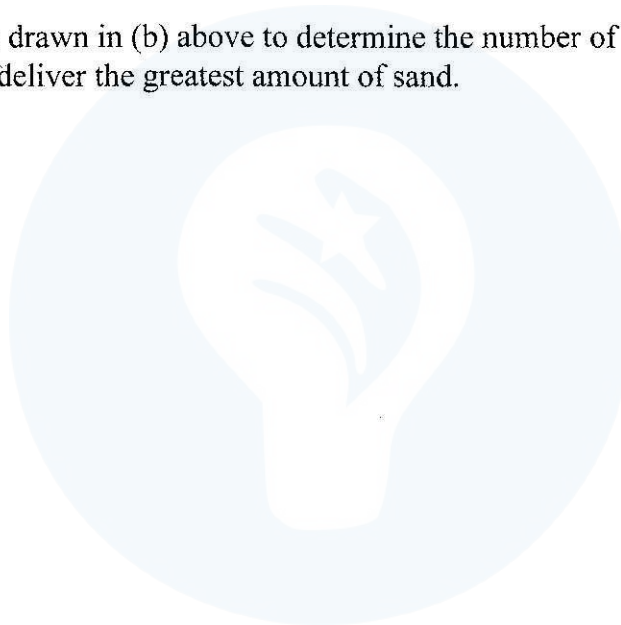 drawn in (b) above to determine the number of
deliver the greatest amount of sand.